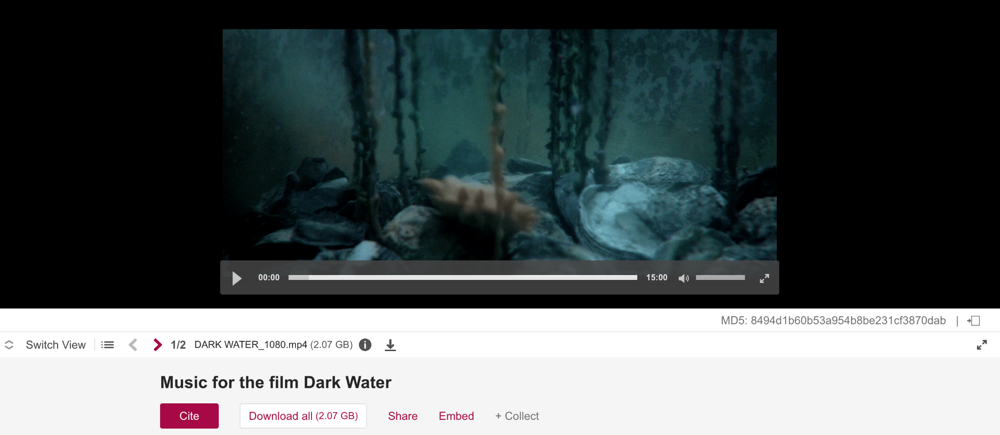 00:00 15:00
MD5: 8494d1b60b53a954b8be231cf3870dab |
Switch View 1/2 DARK WATER_1080.mp4 (2.07 GB)
Music for the film Dark Water
Cite Download all (2.07 GB) Share Embed + Collect